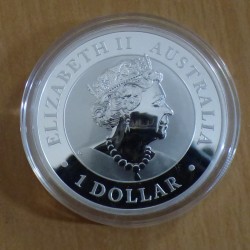 ELIZABETH II AUSTRALIA
• 1 DOLLAR •